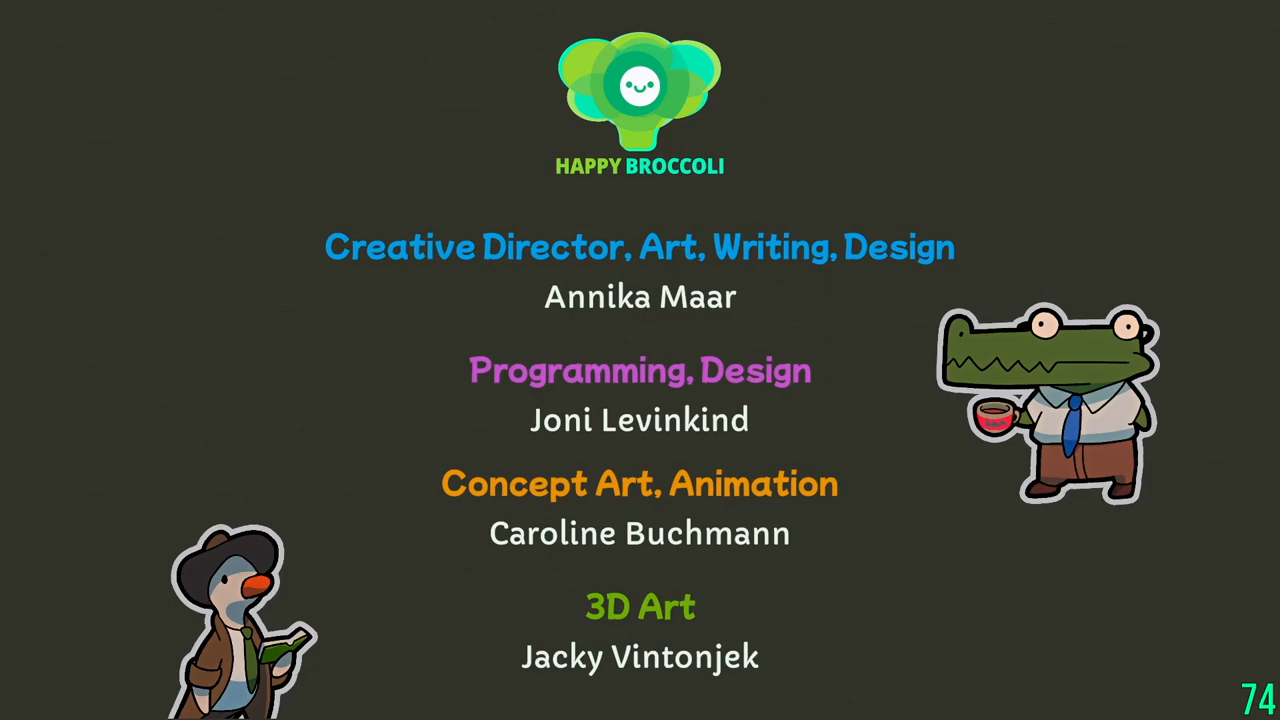 HAPPY BROCCOLI
Creative Director, Art, Writing, Design
Annika Maar
Programming, Design
Joni Levinkind
Concept Art, Animation
Caroline Buchmann
3D Art
Jacky Vintonjek
74